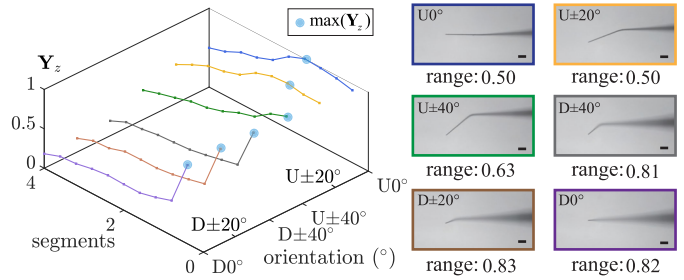 max(Y_z)
Y_z
1
0.5
0
4
2
0
segments
D0°
D±20°
D±40°
U±40°
U±20°
U0°
orientation (°)
U0°
range: 0.50
U±20°
range: 0.50
U±40°
range: 0.63
D±40°
range: 0.81
D±20°
range: 0.83
D0°
range: 0.82